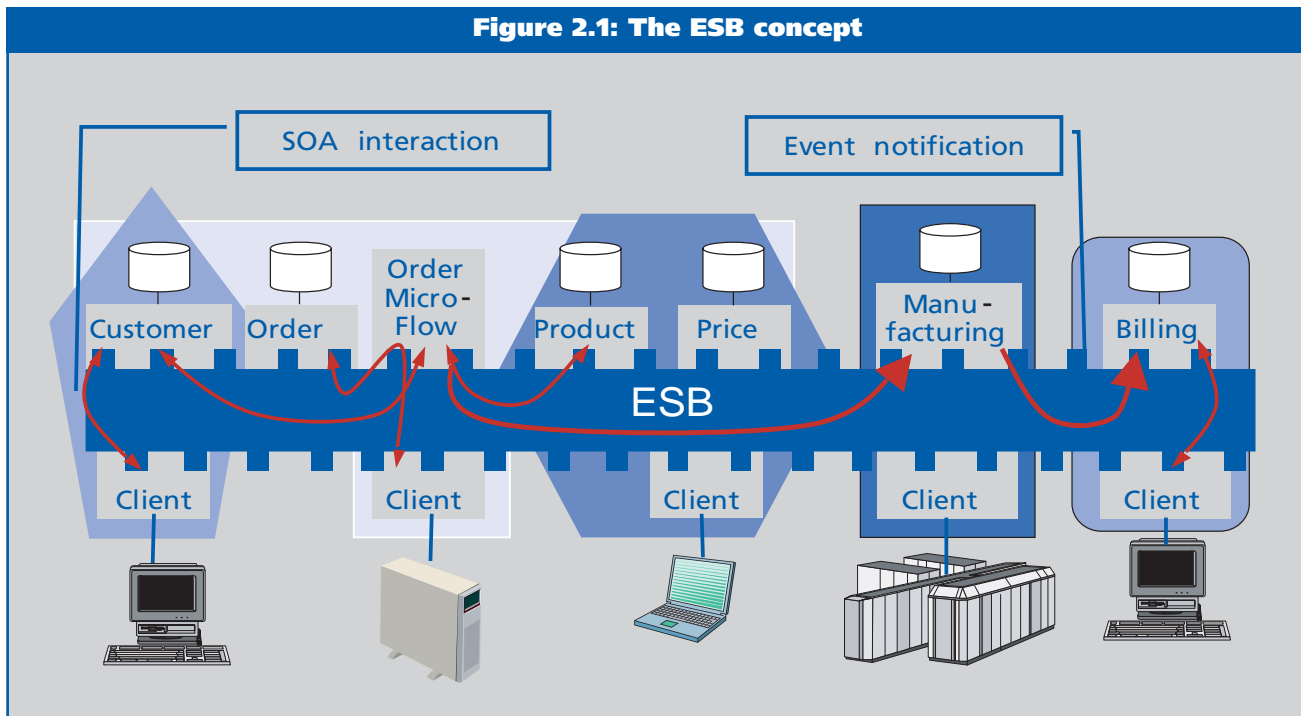 Figure 2.1: The ESB concept
SOA interaction
Event notification
Customer
Order
Order
Micro-
Flow
Product
Price
Manu-
facturing
Billing
ESB
Client
Client
Client
Client
Client